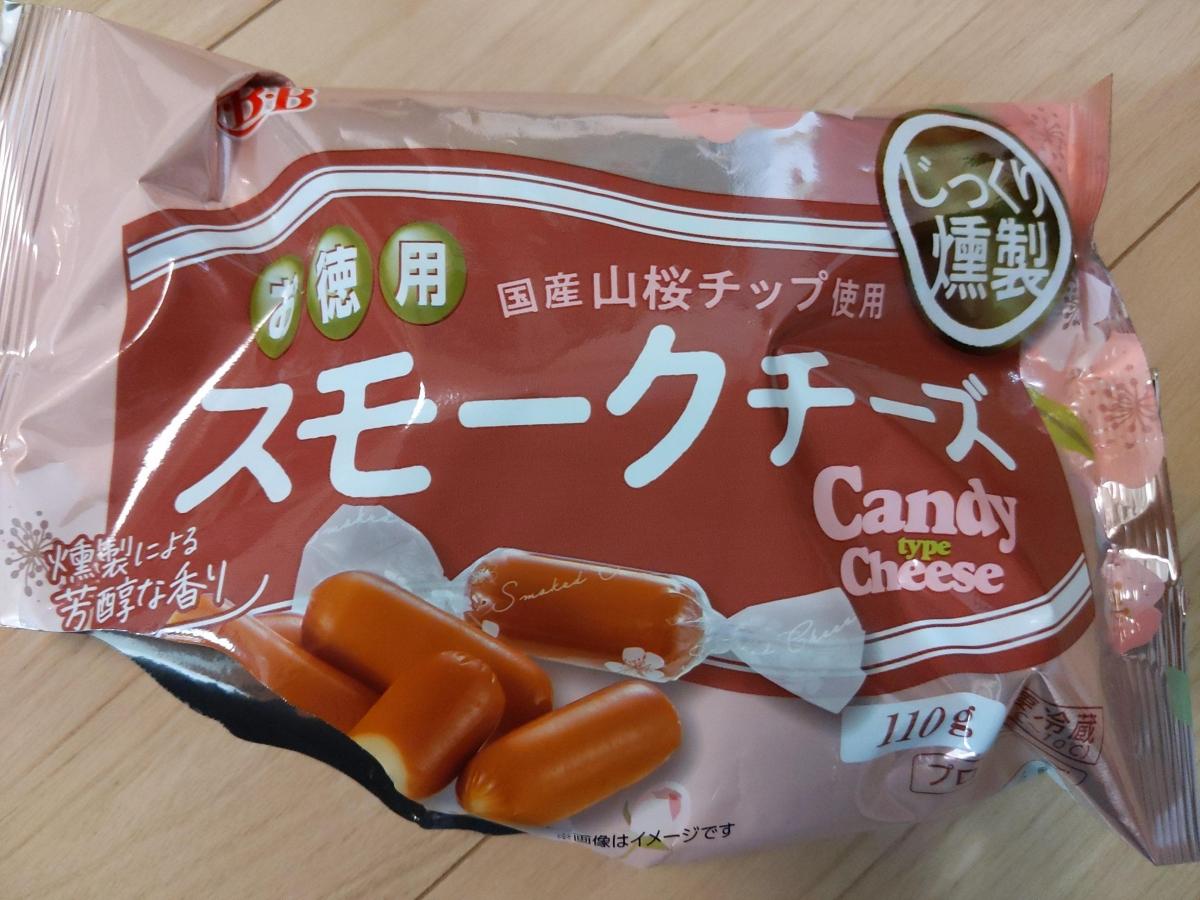 Q·B·B
じっくり
燻製
お徳用
国産山桜チップ使用
スモークチーズ
Candy
type
Cheese
燻製による
芳醇な香り
Smoked
110g
要冷蔵
※画像はイメージです